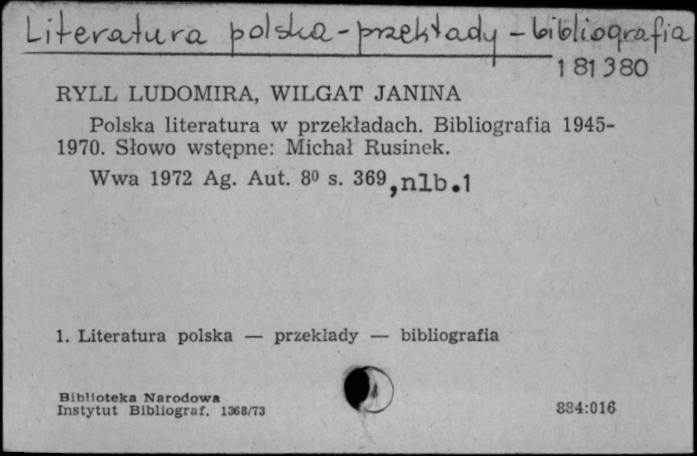 Literatura polska - przekłady - bibliografia
181380
RYLL LUDOMIRA, WILGAT JANINA
Polska literatura w przekładach. Bibliografia 1945-
1970. Słowo wstępne: Michał Rusinek.
Wwa 1972 Ag. Aut. 8⁰ s. 369, nlb.1
1. Literatura polska — przekłady — bibliografia
Biblioteka Narodowa
Instytut Bibliograf. 1368/73
884:016